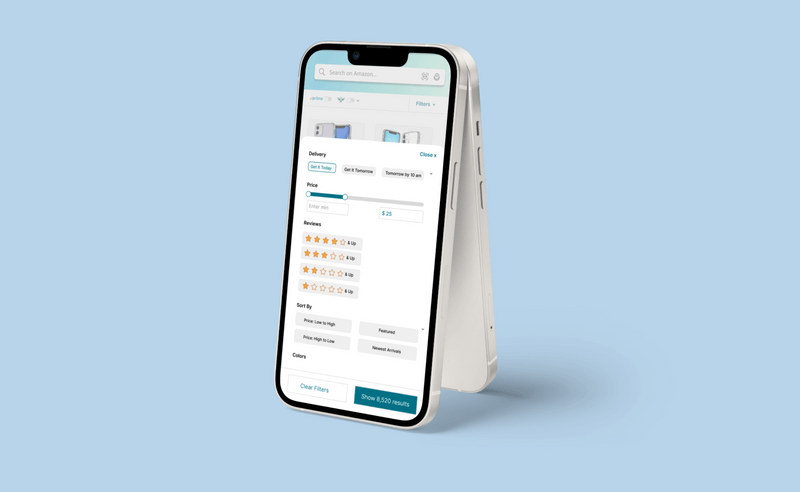 Search on Amazon...
prime
Filters
Delivery
Close x
Get It Today
Get It Tomorrow
Tomorrow by 10 am
Price
Enter min
$ 25
Reviews
& Up
& Up
& Up
& Up
Sort By
Price: Low to High
Featured
Price: High to Low
Newest Arrivals
Colors
Clear Filters
Show 8,520 results